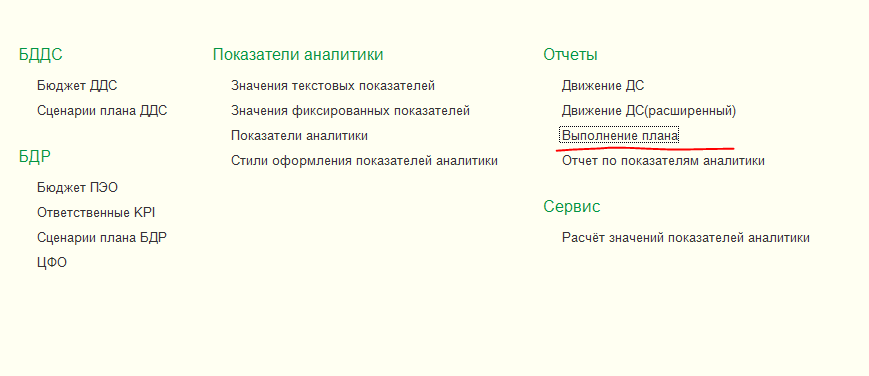 БДДС
Бюджет ДДС
Сценарии плана ДДС
БДР
Бюджет ПЭО
Ответственные KPI
Сценарии плана БДР
ЦФО
Показатели аналитики
Значения текстовых показателей
Значения фиксированных показателей
Показатели аналитики
Стили оформления показателей аналитики
Отчеты
Движение ДС
Движение ДС(расширенный)
Выполнение плана
Отчет по показателям аналитики
Сервис
Расчёт значений показателей аналитики